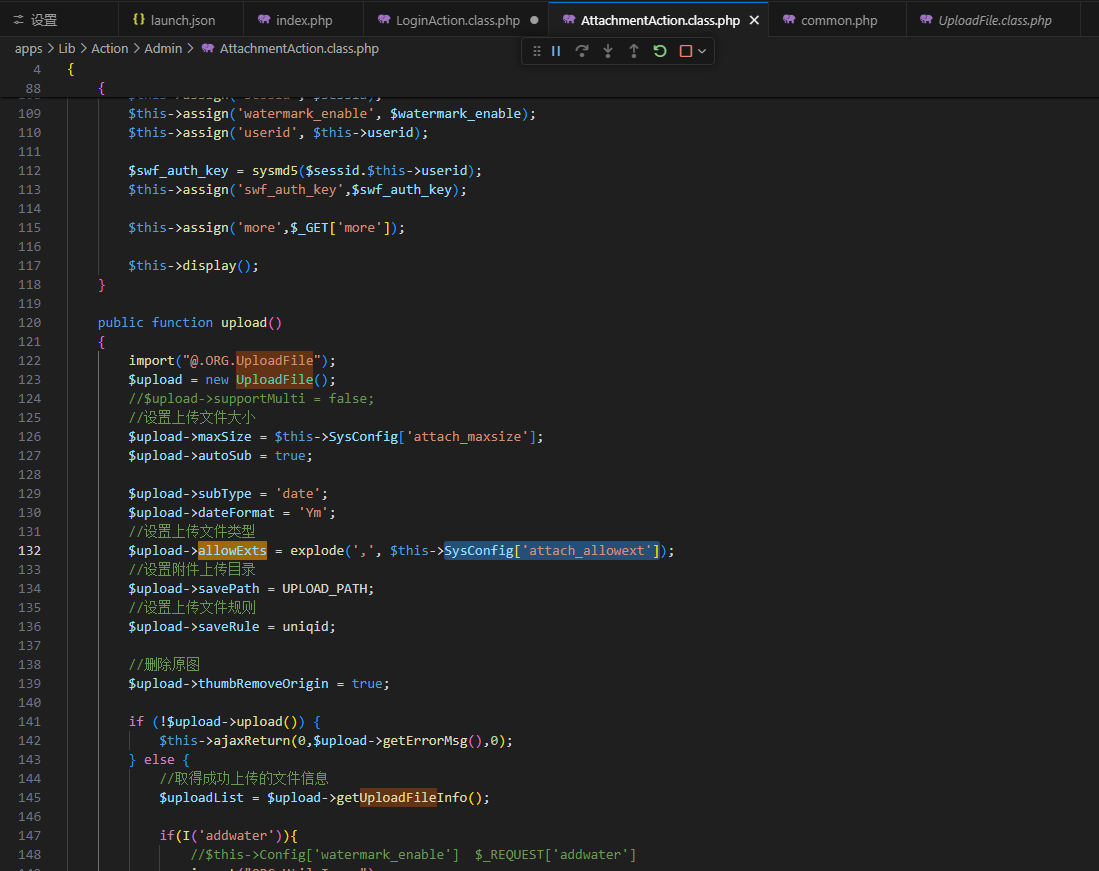 设置
launch.json
index.php
LoginAction.class.php
AttachmentAction.class.php
common.php
UploadFile.class.php
apps > Lib > Action > Admin > AttachmentAction.class.php
4 {
88 {
109 $this->assign('watermark_enable', $watermark_enable);
110 $this->assign('userid', $this->userid);
111
112 $swf_auth_key = sysmd5($sessid.$this->userid);
113 $this->assign('swf_auth_key',$swf_auth_key);
114
115 $this->assign('more',$_GET['more']);
116
117 $this->display();
118 }
119
120 public function upload()
121 {
122 import("@.ORG.UploadFile");
123 $upload = new UploadFile();
124 //$upload->supportMulti = false;
125 //设置上传文件大小
126 $upload->maxSize = $this->SysConfig['attach_maxsize'];
127 $upload->autoSub = true;
128
129 $upload->subType = 'date';
130 $upload->dateFormat = 'Ym';
131 //设置上传文件类型
132 $upload->allowExts = explode(',', $this->SysConfig['attach_allowext']);
133 //设置附件上传目录
134 $upload->savePath = UPLOAD_PATH;
135 //设置上传文件规则
136 $upload->saveRule = uniqid;
137
138 //删除原图
139 $upload->thumbRemoveOrigin = true;
140
141 if (!$upload->upload()) {
142 $this->ajaxReturn(0,$upload->getErrorMsg(),0);
143 } else {
144 //取得成功上传的文件信息
145 $uploadList = $upload->getUploadFileInfo();
146
147 if(I('addwater')){
148 //$this->Config['watermark_enable']  $_REQUEST['addwater']